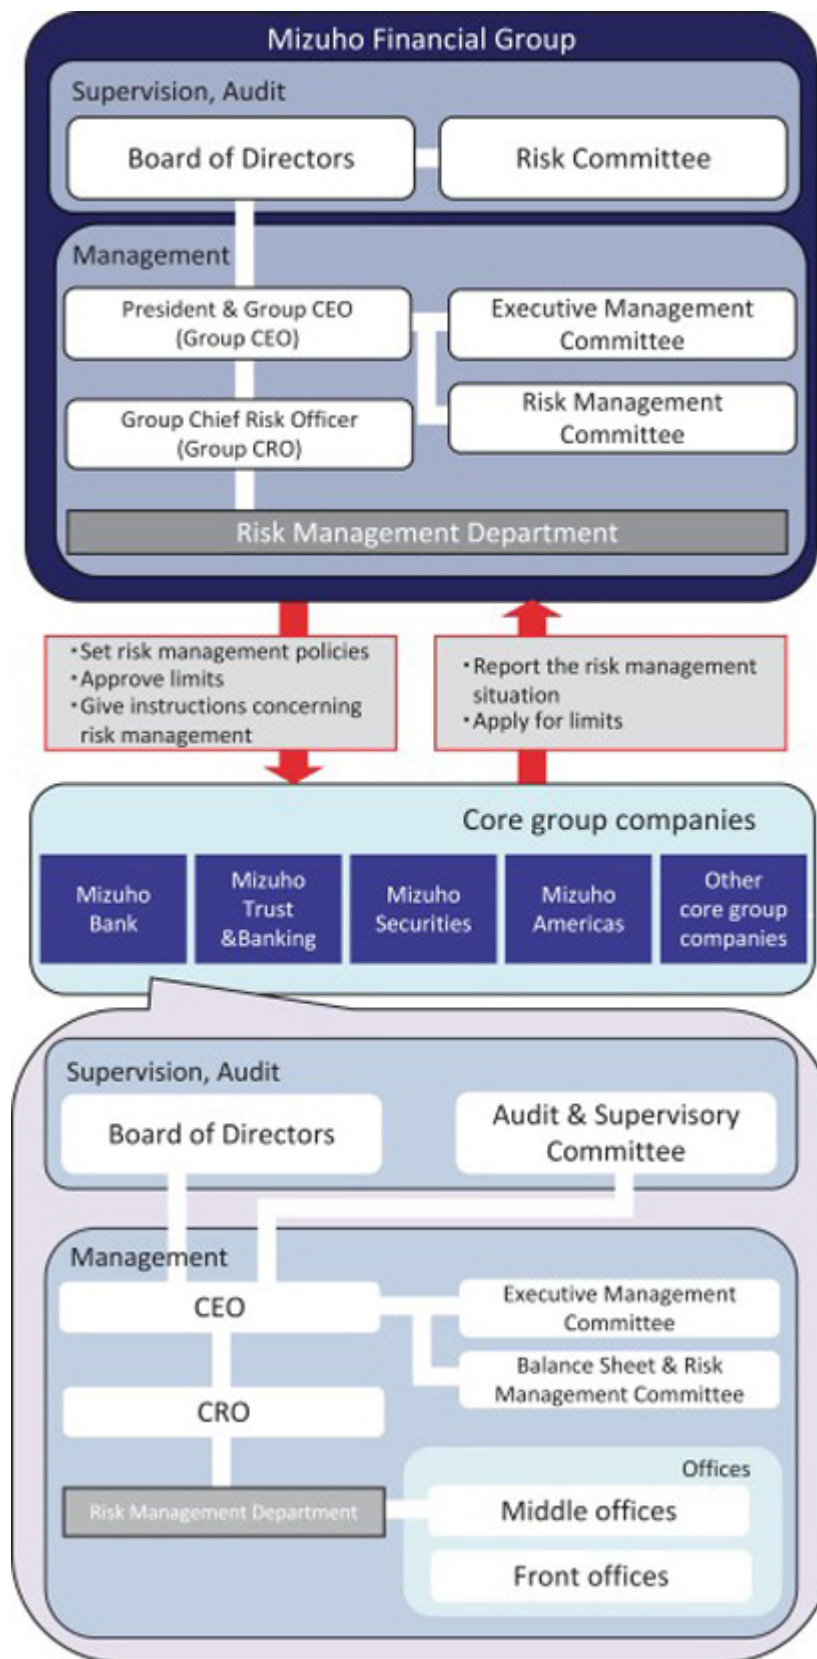 Mizuho Financial Group
Supervision, Audit
Board of Directors
Risk Committee
Management
President & Group CEO
(Group CEO)
Executive Management
Committee
Group Chief Risk Officer
(Group CRO)
Risk Management
Committee
Risk Management Department
・Set risk management policies
・Approve limits
・Give instructions concerning
risk management
・Report the risk management
situation
・Apply for limits
Core group companies
Mizuho
Bank
Mizuho
Trust
&Banking
Mizuho
Securities
Mizuho
Americas
Other
core group
companies
Supervision, Audit
Board of Directors
Audit & Supervisory
Committee
Management
CEO
Executive Management
Committee
Balance Sheet & Risk
Management Committee
CRO
Offices
Risk Management Department
Middle offices
Front offices